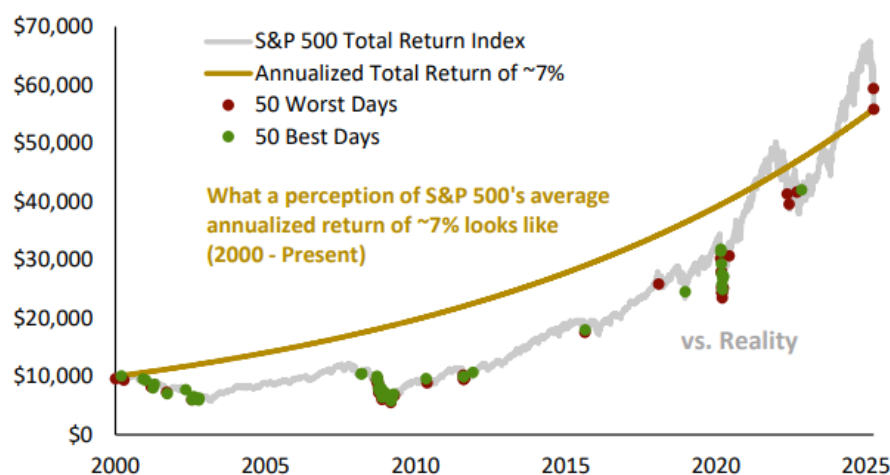 $70,000
$60,000
$50,000
$40,000
$30,000
$20,000
$10,000
$0
S&P 500 Total Return Index
Annualized Total Return of ~7%
50 Worst Days
50 Best Days
What a perception of S&P 500's average
annualized return of ~7% looks like
(2000 - Present)
vs. Reality
2000 2005 2010 2015 2020 2025